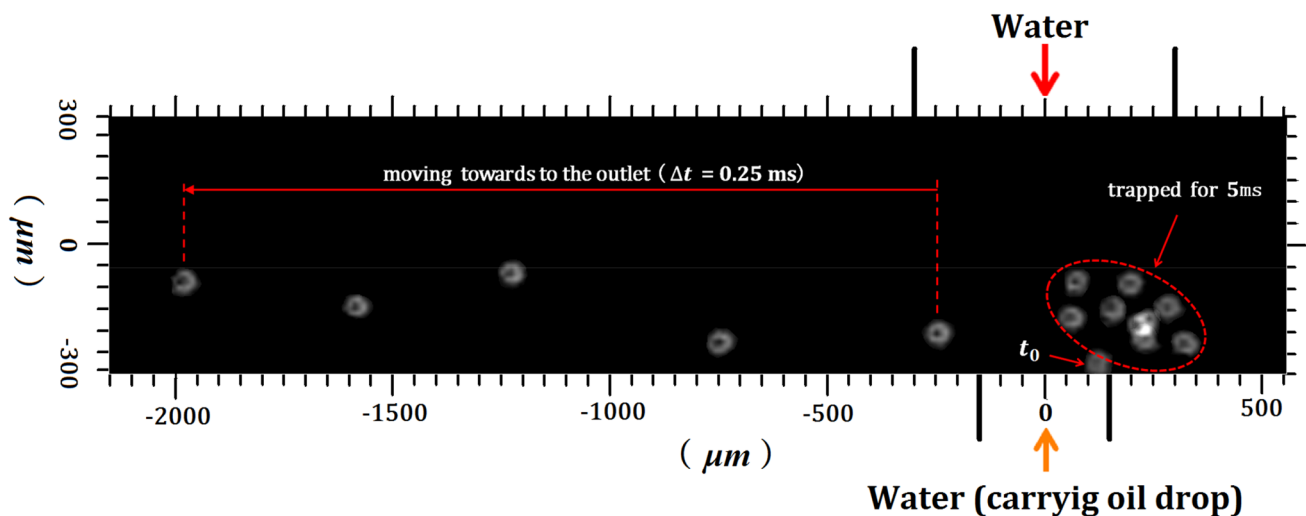 Water
300
0
-300
( μm )
moving towards to the outlet ( Δt = 0.25 ms)
trapped for 5ms
t₀
-2000
-1500
-1000
-500
0
500
( μm )
Water (carryig oil drop)